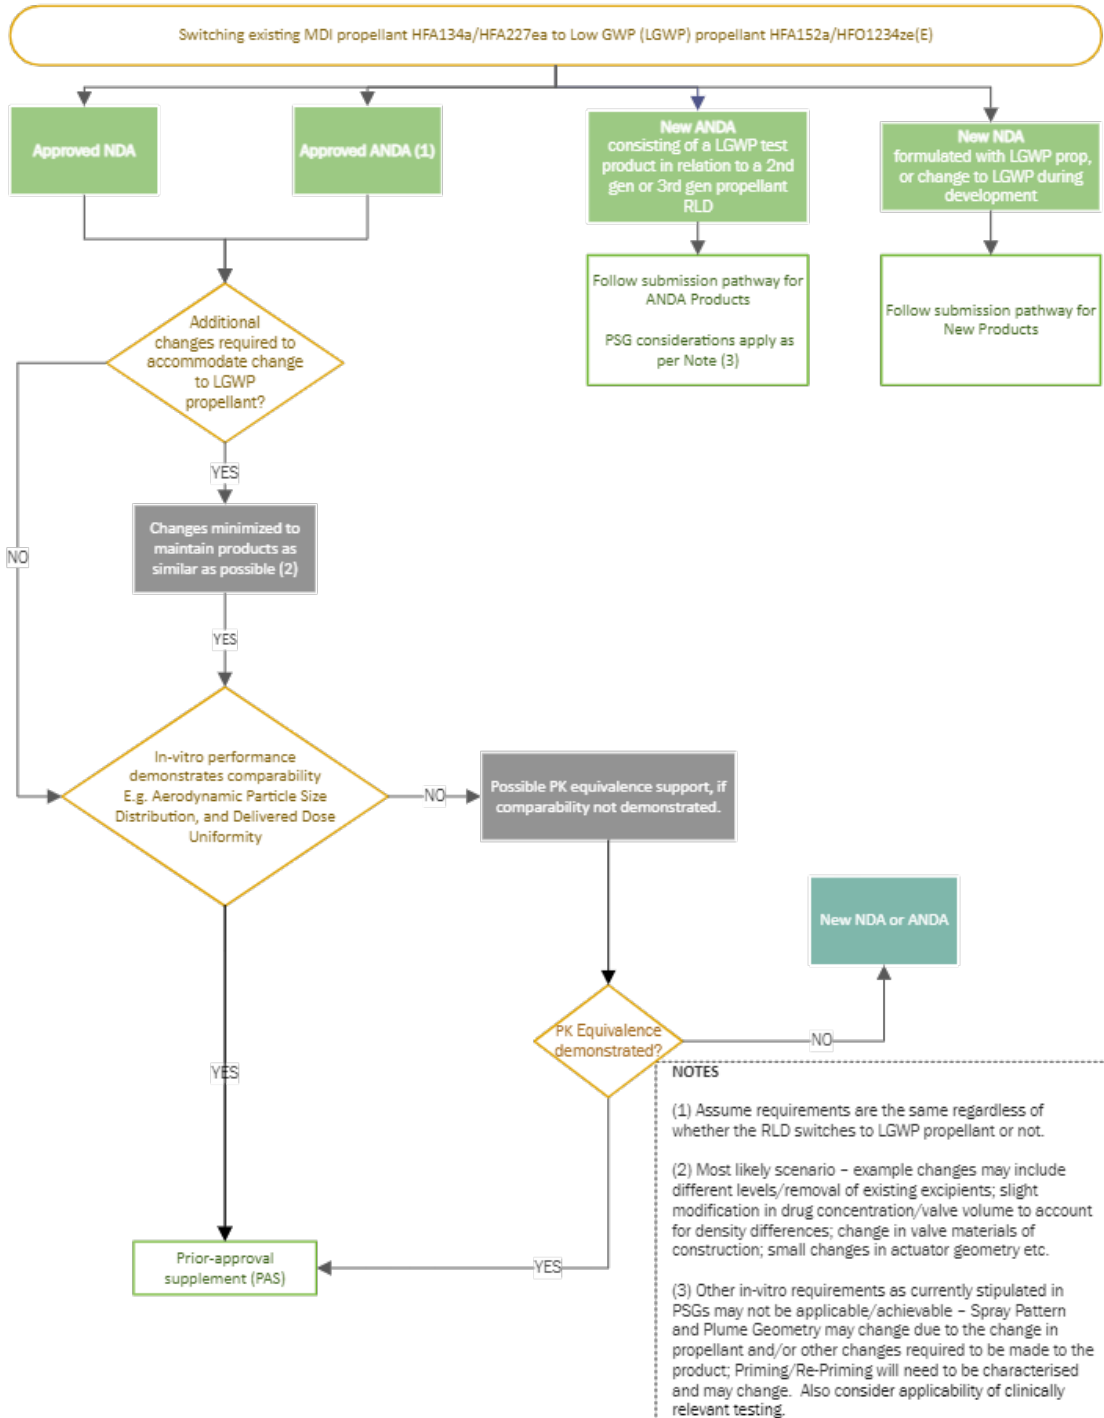 Switching existing MDI propellant HFA134a/HFA227ea to Low GWP (LGWP) propellant HFA152a/HFO1234ze(E)
Approved NDA
Approved ANDA (1)
New ANDA
consisting of a LGWP test
product in relation to a 2nd
gen or 3rd gen propellant
RLD
New NDA
formulated with LGWP prop,
or change to LGWP during
development
Follow submission pathway for
ANDA Products
PSG considerations apply as
per Note (3)
Follow submission pathway for
New Products
Additional
changes required to
accommodate change
to LGWP
propellant?
YES
NO
Changes minimized to
maintain products as
similar as possible (2)
YES
In-vitro performance
demonstrates comparability
E.g. Aerodynamic Particle Size
Distribution, and Delivered Dose
Uniformity
NO
Possible PK equivalence support, if
comparability not demonstrated.
New NDA or ANDA
PK Equivalence
demonstrated?
NO
YES
YES
Prior-approval
supplement (PAS)
NOTES
(1) Assume requirements are the same regardless of
whether the RLD switches to LGWP propellant or not.
(2) Most likely scenario – example changes may include
different levels/removal of existing excipients; slight
modification in drug concentration/valve volume to account
for density differences; change in valve materials of
construction; small changes in actuator geometry etc.
(3) Other in-vitro requirements as currently stipulated in
PSGs may not be applicable/achievable – Spray Pattern
and Plume Geometry may change due to the change in
propellant and/or other changes required to be made to the
product; Priming/Re-Priming will need to be characterised
and may change.  Also consider applicability of clinically
relevant testing.